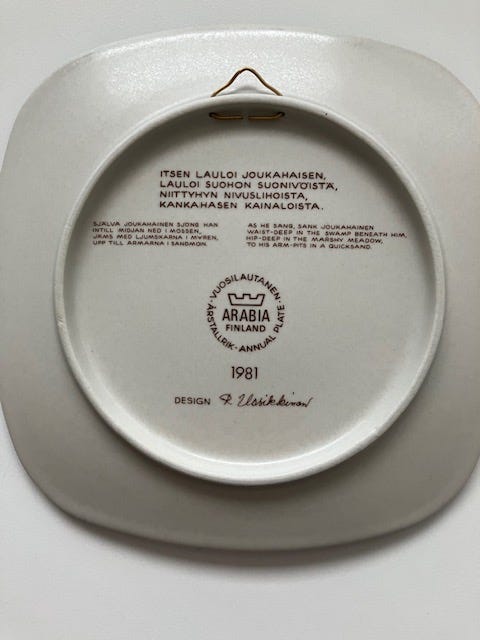 ITSEN LAULOI JOUKAHAISEN,
LAULOI SUOHON SUONIVÖISTÄ,
NIITTYHYN NIVUSLIHOISTA,
KANKAHASEN KAINALOISTA.
SJÄLVA JOUKAHAINEN SJÖNG HAN
INTILL MIDJAN NED I MOSSEN,
JÄMS MED LJUMSKARNA I MYREN,
UPP TILL ARMARNA I SANDMON.
AS HE SANG, SANK JOUKAHAINEN
WAIST-DEEP IN THE SWAMP BENEATH HIM,
HIP-DEEP IN THE MARSHY MEADOW,
TO HIS ARM-PITS IN A QUICKSAND.
VUOSILAUTANEN·
ARABIA
FINLAND
·ÅRSTALLRIK·ANNUAL PLATE·
1981
DESIGN R. Uosikkinen